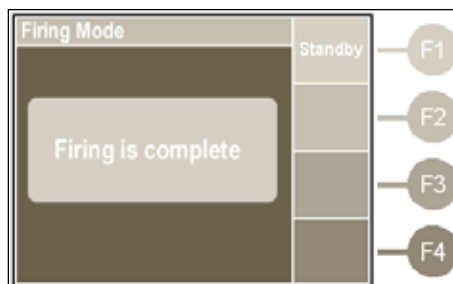 Firing Mode
Standby
F1
F2
Firing is complete
F3
F4